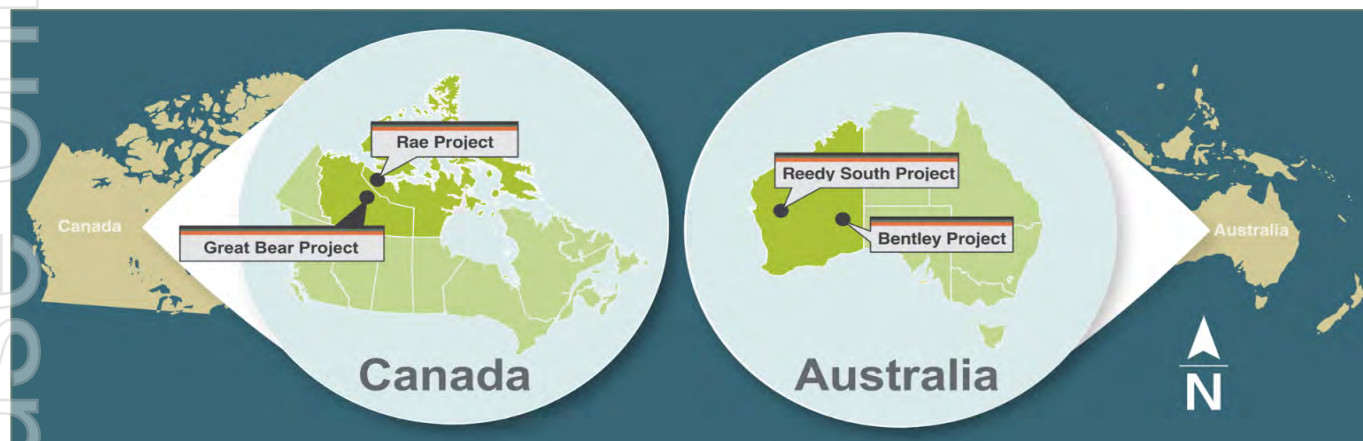 Canada
Rae Project
Great Bear Project
Canada
Reedy South Project
Bentley Project
Australia
Australia
N